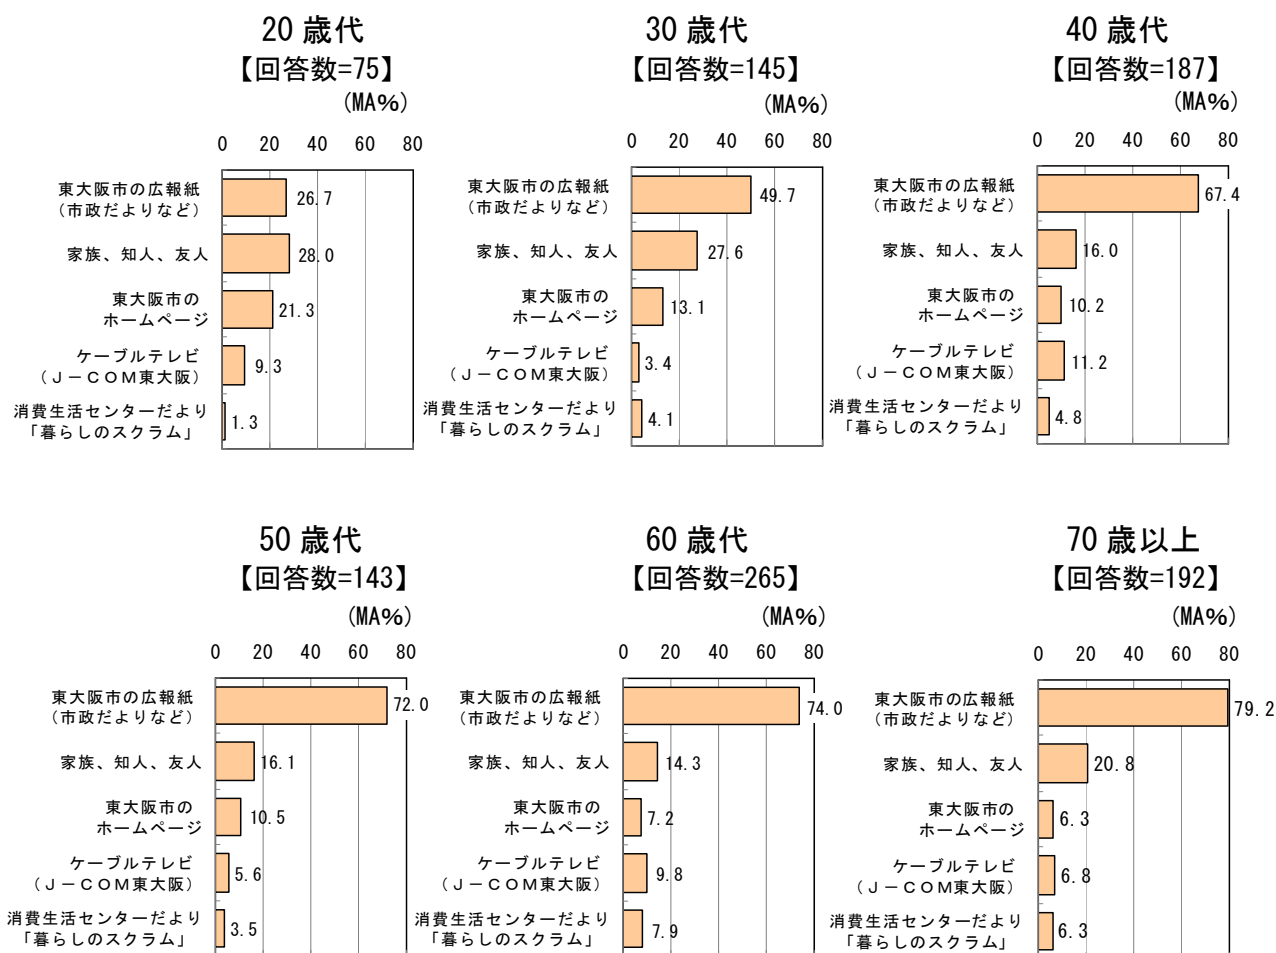 20 歳代
【回答数=75】
(MA%)
0 20 40 60 80
東大阪市の広報紙
(市政だよりなど)
26.7
家族、知人、友人
28.0
東大阪市の
ホームページ
21.3
ケーブルテレビ
(J－COM東大阪)
9.3
消費生活センターだより
「暮らしのスクラム」
1.3
30 歳代
【回答数=145】
(MA%)
0 20 40 60 80
東大阪市の広報紙
(市政だよりなど)
49.7
家族、知人、友人
27.6
東大阪市の
ホームページ
13.1
ケーブルテレビ
(J－COM東大阪)
3.4
消費生活センターだより
「暮らしのスクラム」
4.1
40 歳代
【回答数=187】
(MA%)
0 20 40 60 80
東大阪市の広報紙
(市政だよりなど)
67.4
家族、知人、友人
16.0
東大阪市の
ホームページ
10.2
ケーブルテレビ
(J－COM東大阪)
11.2
消費生活センターだより
「暮らしのスクラム」
4.8
50 歳代
【回答数=143】
(MA%)
0 20 40 60 80
東大阪市の広報紙
(市政だよりなど)
72.0
家族、知人、友人
16.1
東大阪市の
ホームページ
10.5
ケーブルテレビ
(J－COM東大阪)
5.6
消費生活センターだより
「暮らしのスクラム」
3.5
60 歳代
【回答数=265】
(MA%)
0 20 40 60 80
東大阪市の広報紙
(市政だよりなど)
74.0
家族、知人、友人
14.3
東大阪市の
ホームページ
7.2
ケーブルテレビ
(J－COM東大阪)
9.8
消費生活センターだより
「暮らしのスクラム」
7.9
70 歳以上
【回答数=192】
(MA%)
0 20 40 60 80
東大阪市の広報紙
(市政だよりなど)
79.2
家族、知人、友人
20.8
東大阪市の
ホームページ
6.3
ケーブルテレビ
(J－COM東大阪)
6.8
消費生活センターだより
「暮らしのスクラム」
6.3